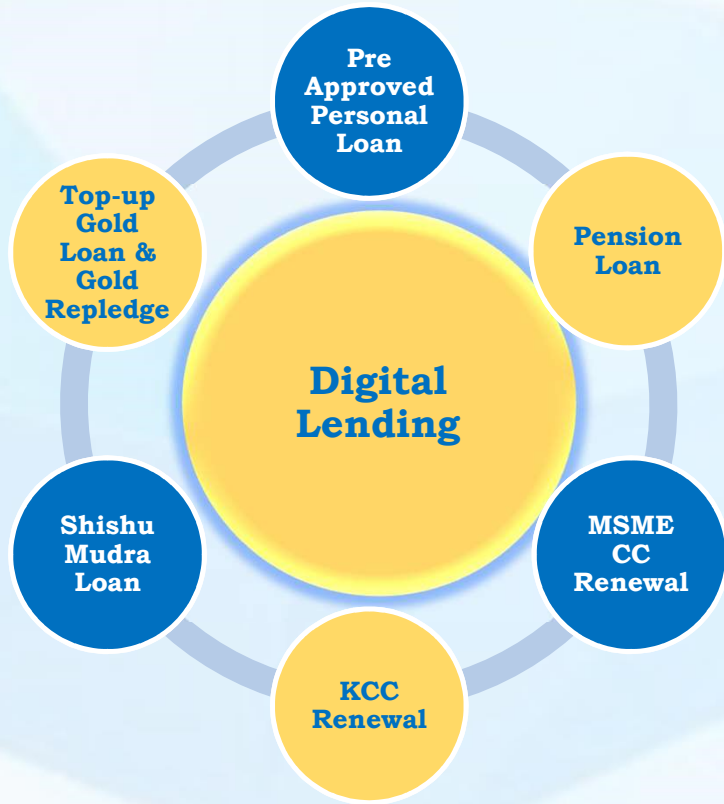 Pre
Approved
Personal
Loan
Top-up
Gold
Loan &
Gold
Repledge
Pension
Loan
Digital
Lending
Shishu
Mudra
Loan
MSME
CC
Renewal
KCC
Renewal